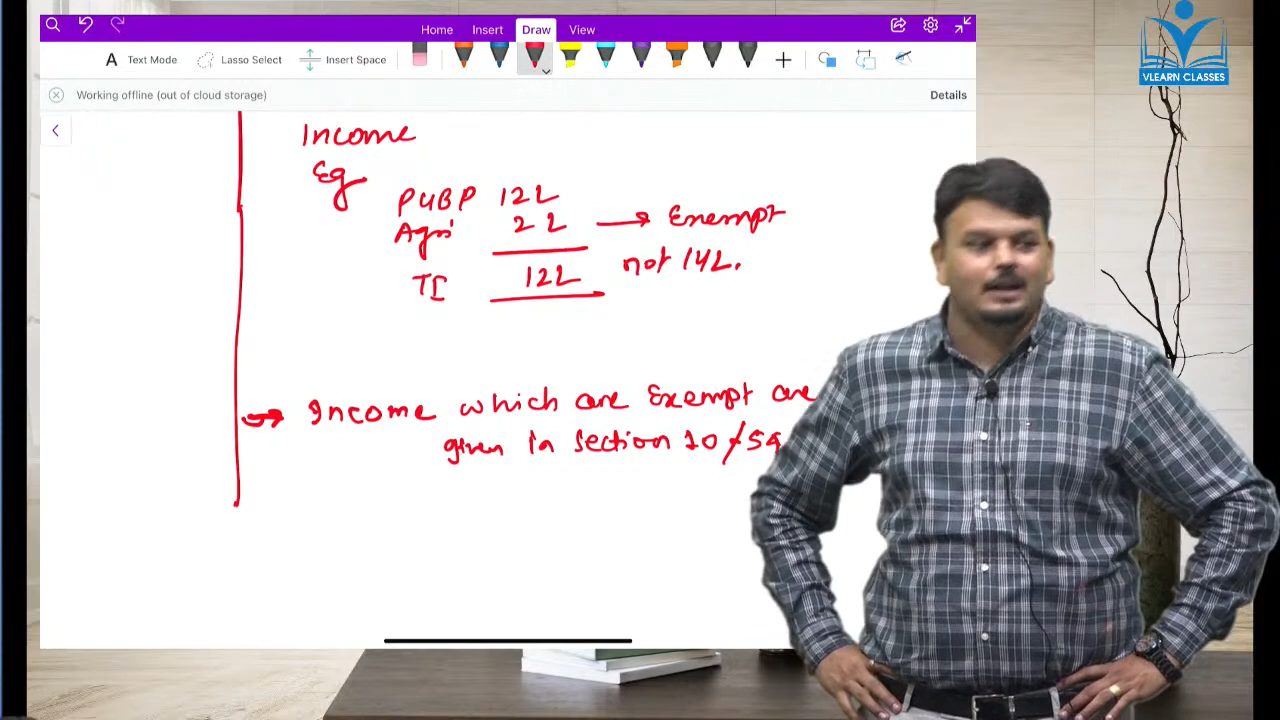 Home Insert Draw View
VLEARN CLASSES
A Text Mode Lasso Select Insert Space
Working offline (out of cloud storage) Details
Income
Eg
PGBP 12L
Agri 2L → Exempt
TI 12L not 14L.
→ Income which are Exempt are
given in section 10/54